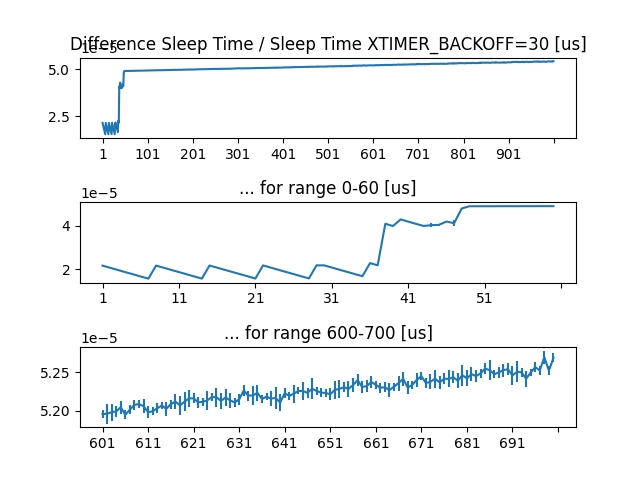 Difference Sleep Time / Sleep Time XTIMER_BACKOFF=30 [us]
1e−5
5.0
2.5
1 101 201 301 401 501 601 701 801 901
... for range 0-60 [us]
1e−5
4
2
1 11 21 31 41 51
... for range 600-700 [us]
1e−5
5.25
5.20
601 611 621 631 641 651 661 671 681 691